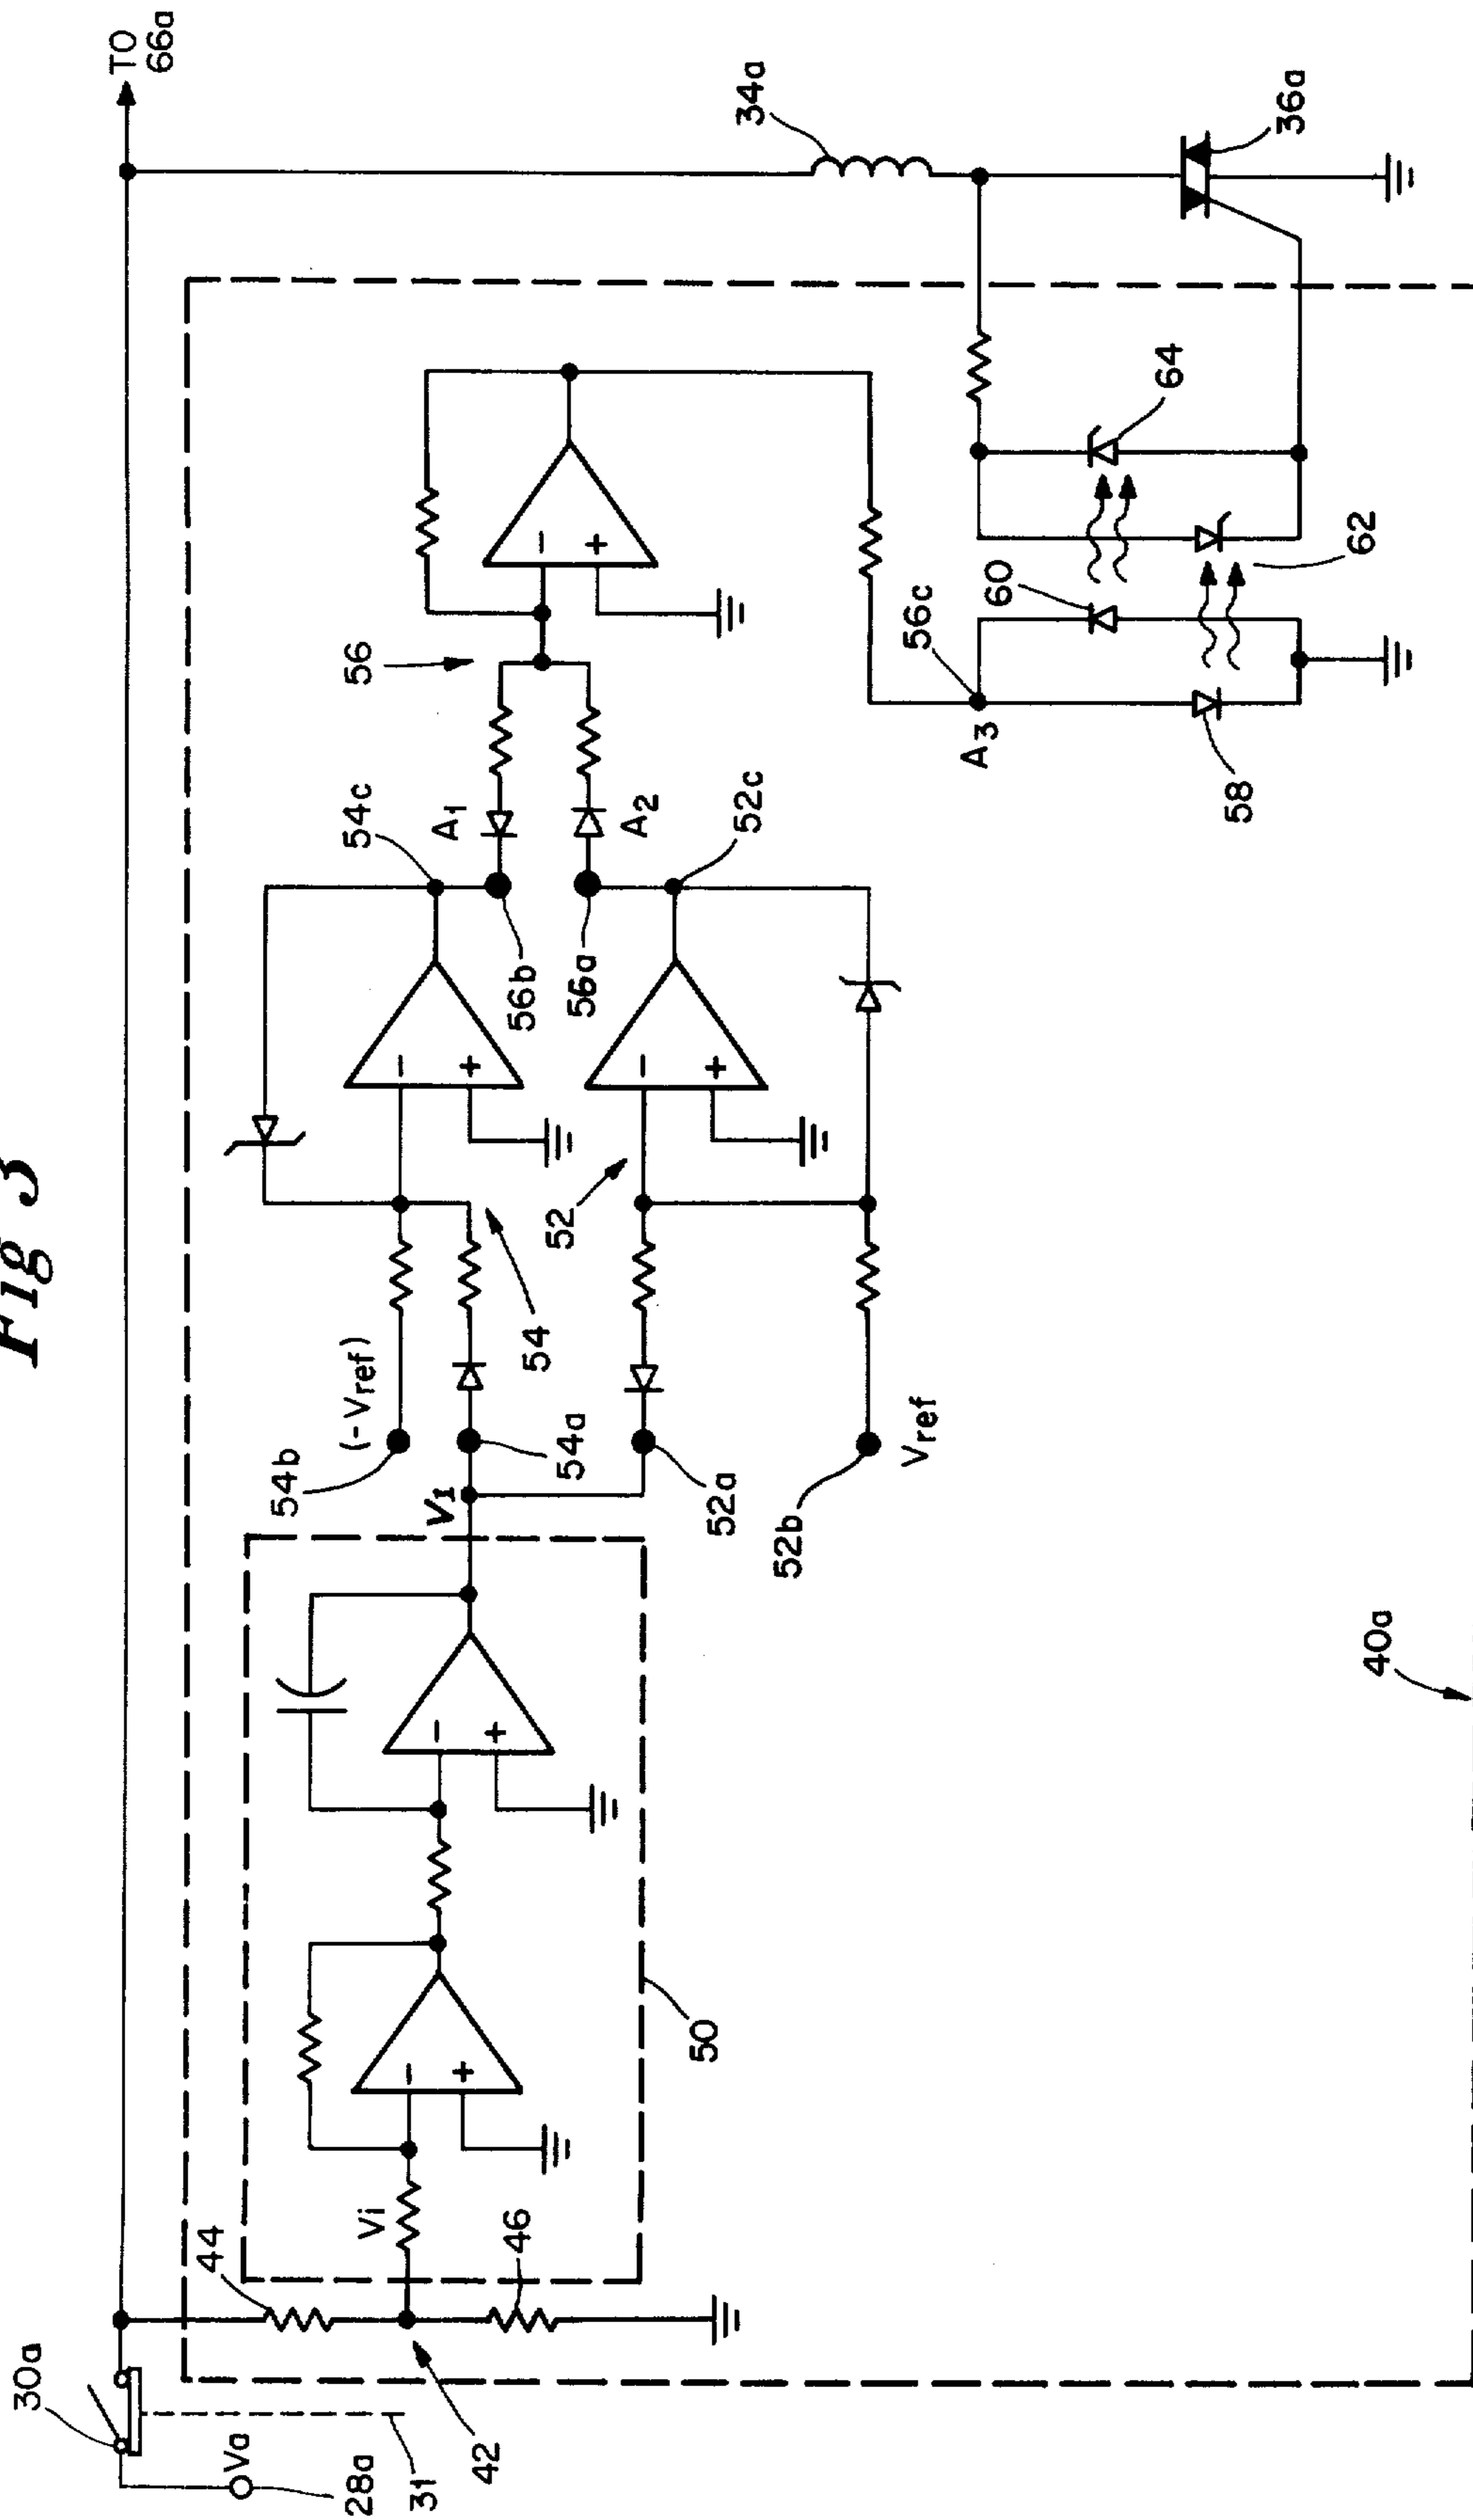 Fig 3
30a
Va
28a
31
42
44
46
Vi
50
V1
54b
(-Vref)
54a
52a
52b
Vref
54
52
54c
56b
56a
52c
A1
A2
56
A3
56c
58
60
62
64
34a
36a
TO
66a
40a
−
+
−
+
−
+
−
+
−
+